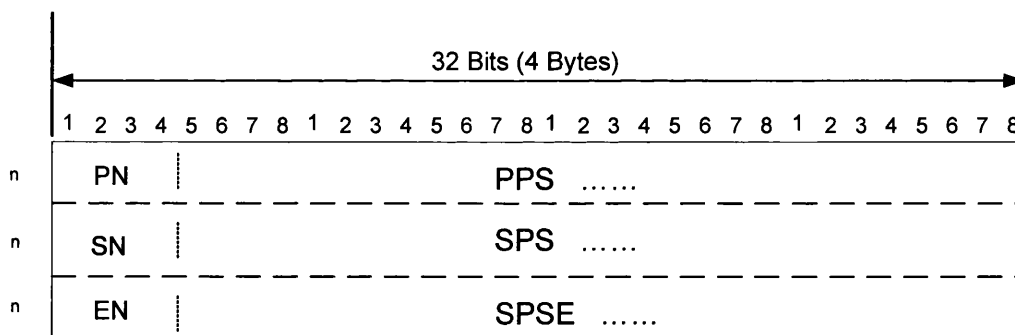 32 Bits (4 Bytes)
1 2 3 4 5 6 7 8 1 2 3 4 5 6 7 8 1 2 3 4 5 6 7 8 1 2 3 4 5 6 7 8
n PN PPS ......
n SN SPS ......
n EN SPSE ......